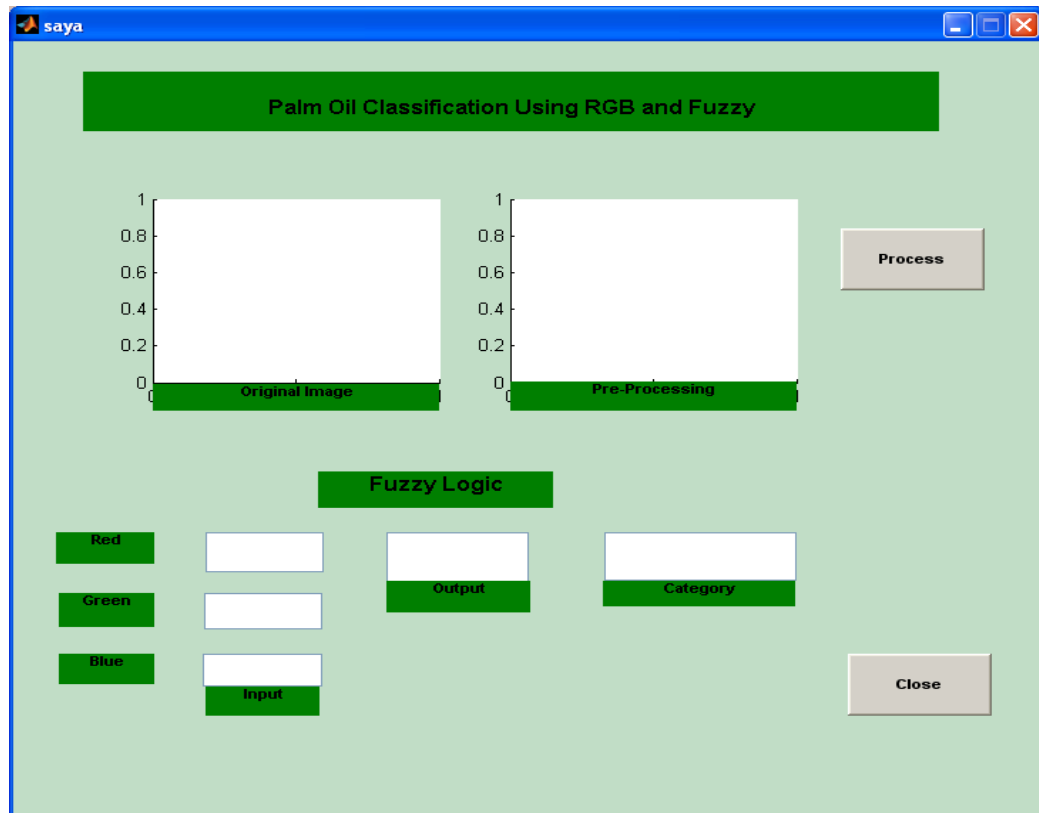 saya
Palm Oil Classification Using RGB and Fuzzy
1
0.8
0.6
0.4
0.2
0
0
Original Image
1
0.8
0.6
0.4
0.2
0
Pre-Processing
Process
Fuzzy Logic
Red
Green
Blue
Input
Output
Category
Close